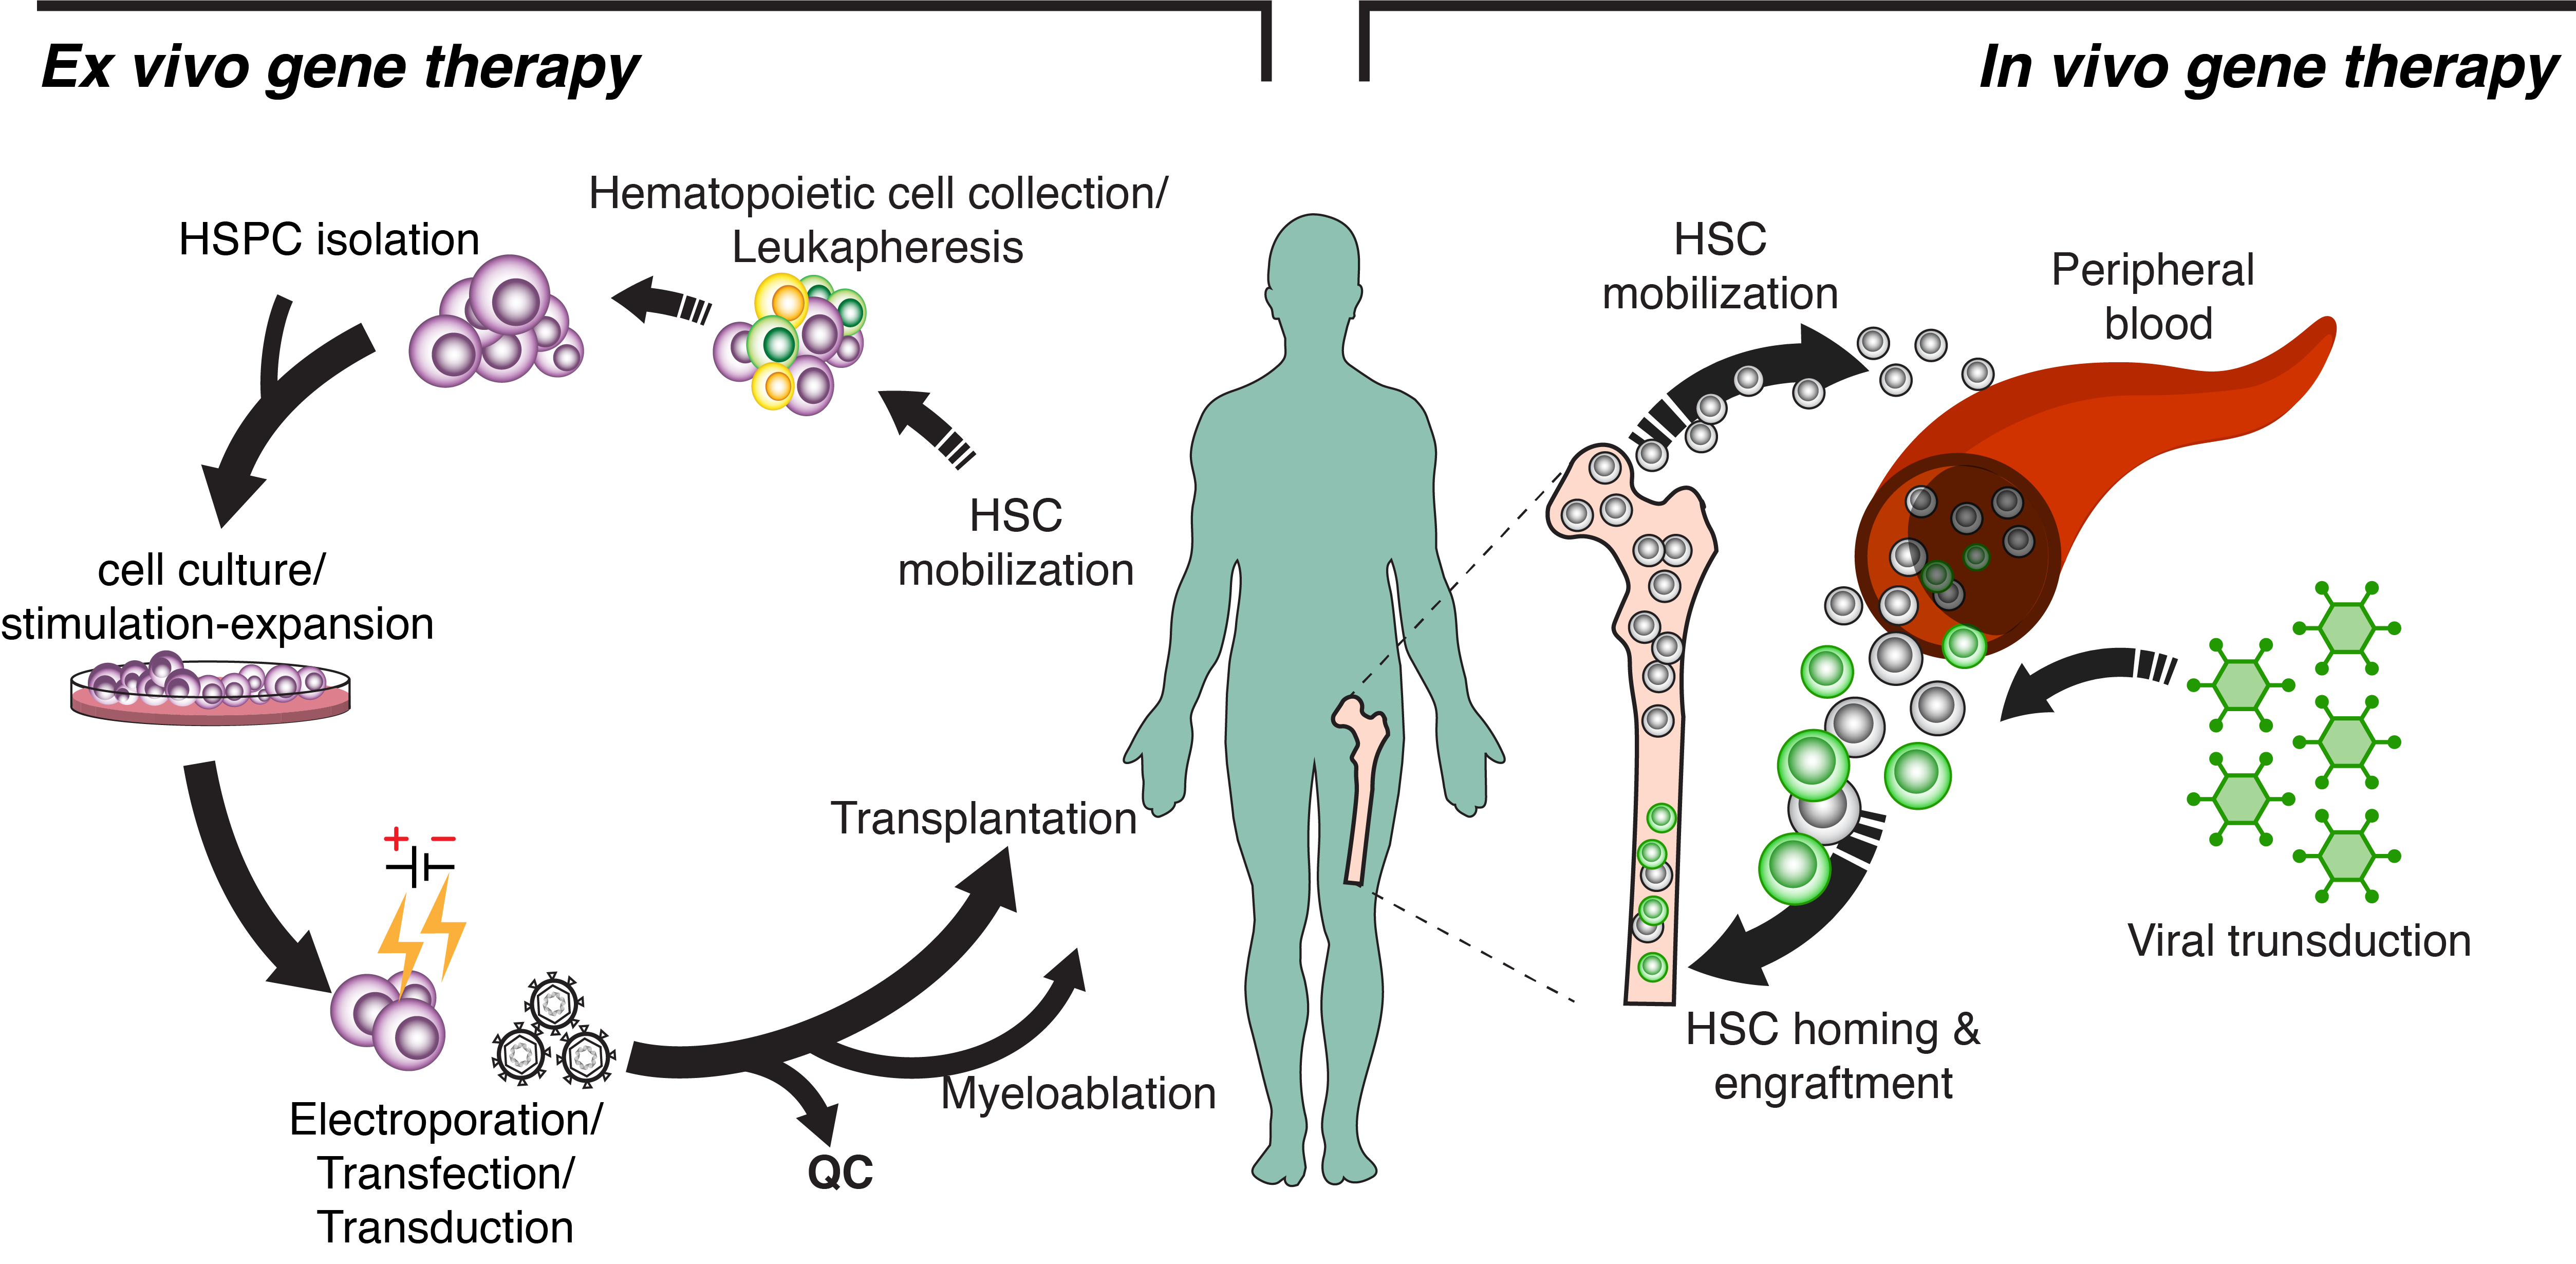 Ex vivo gene therapy
In vivo gene therapy
Hematopoietic cell collection/
Leukapheresis
HSPC isolation
HSC
mobilization
cell culture/
stimulation-expansion
+ −
Electroporation/
Transfection/
Transduction
QC
Myeloablation
Transplantation
HSC
mobilization
Peripheral
blood
Viral trunsduction
HSC homing &
engraftment